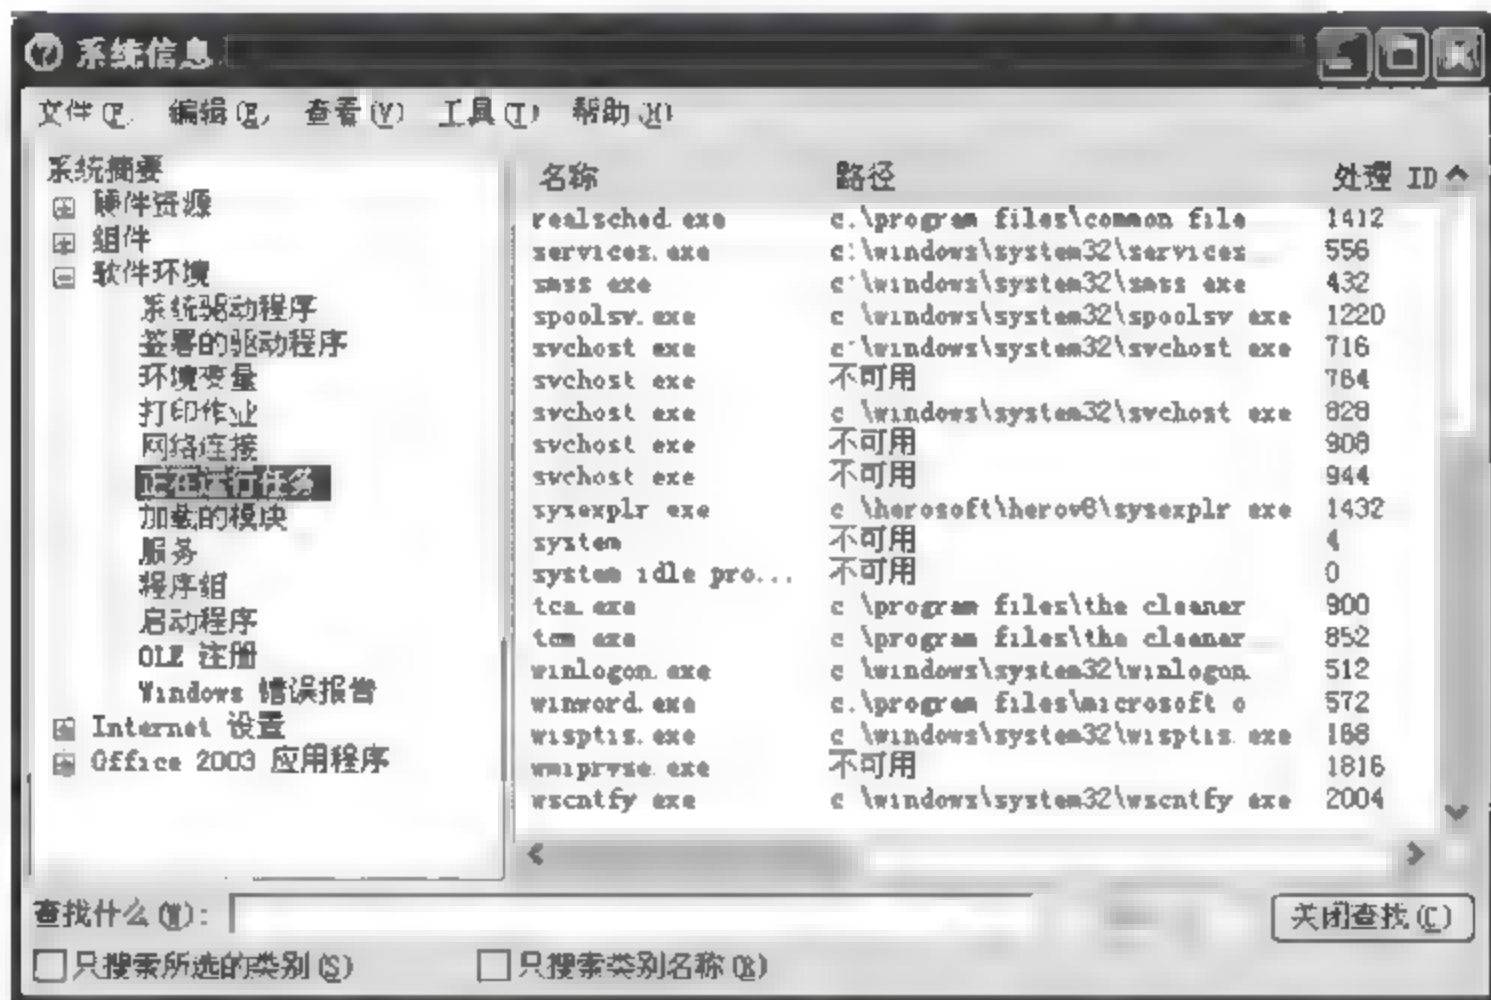 系统信息
文件(F) 编辑(E) 查看(V) 工具(T) 帮助(H)
系统摘要
硬件资源
组件
软件环境
系统驱动程序
签署的驱动程序
环境变量
打印作业
网络连接
正在运行任务
加载的模块
服务
程序组
启动程序
OLE 注册
Windows 错误报告
Internet 设置
Office 2003 应用程序
名称 路径 处理 ID
realsched.exe c:\program files\common file 1412
services.exe c:\windows\system32\services 556
smss.exe c:\windows\system32\smss.exe 432
spoolsv.exe c:\windows\system32\spoolsv.exe 1220
svchost.exe c:\windows\system32\svchost.exe 716
svchost.exe 不可用 784
svchost.exe c:\windows\system32\svchost.exe 828
svchost.exe 不可用 908
svchost.exe 不可用 944
sysexplr.exe c:\herosoft\herov8\sysexplr.exe 1432
system 不可用 4
system idle pro... 不可用 0
tca.exe c:\program files\the cleaner 900
tcm.exe c:\program files\the cleaner 852
winlogon.exe c:\windows\system32\winlogon 512
winword.exe c:\program files\microsoft o 572
wisptis.exe c:\windows\system32\wisptis.exe 168
wmiprvse.exe 不可用 1816
wscntfy.exe c:\windows\system32\wscntfy.exe 2004
查找什么(W): 关闭查找(C)
只搜索所选的类别(S) 只搜索类别名称(R)